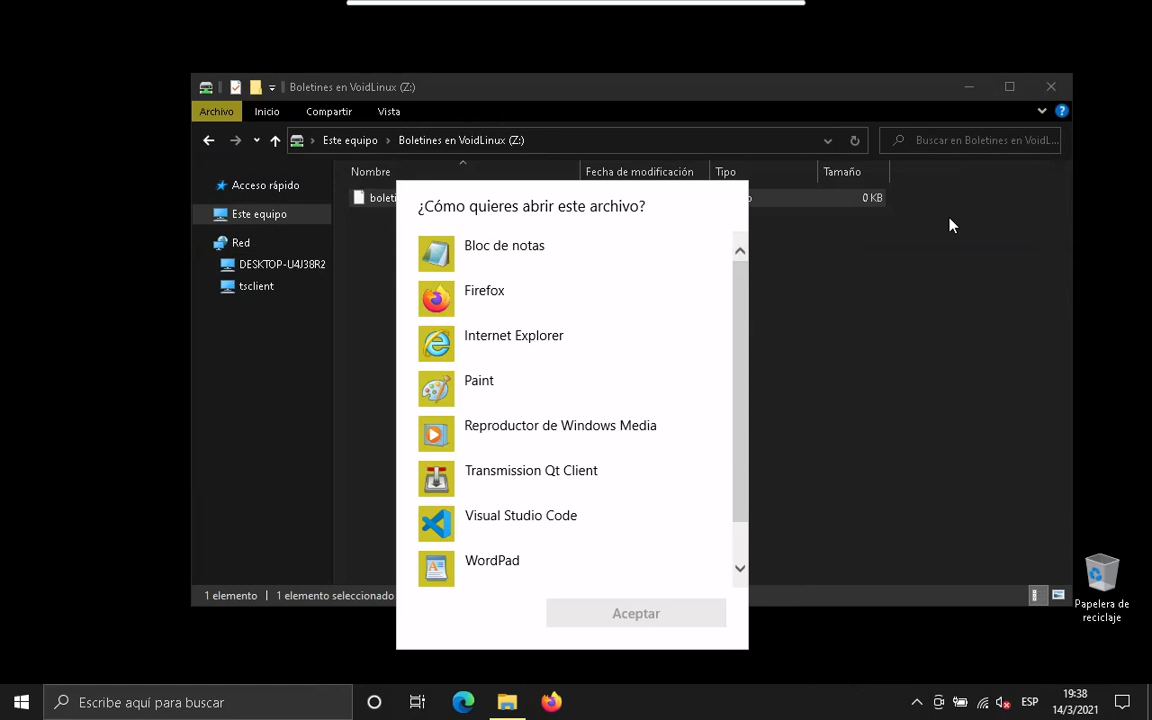 Boletines en VoidLinux (Z:)
Archivo Inicio Compartir Vista
Este equipo Boletines en VoidLinux (Z:) Buscar en Boletines en VoidL...
Nombre Fecha de modificación Tipo Tamaño
Acceso rápido
0 KB
Este equipo
Red
DESKTOP-U4J38R2
tsclient
¿Cómo quieres abrir este archivo?
Bloc de notas
Firefox
Internet Explorer
Paint
Reproductor de Windows Media
Transmission Qt Client
Visual Studio Code
WordPad
Aceptar
1 elemento 1 elemento seleccionado
Papelera de
reciclaje
Escribe aquí para buscar
ESP
19:38
14/3/2021